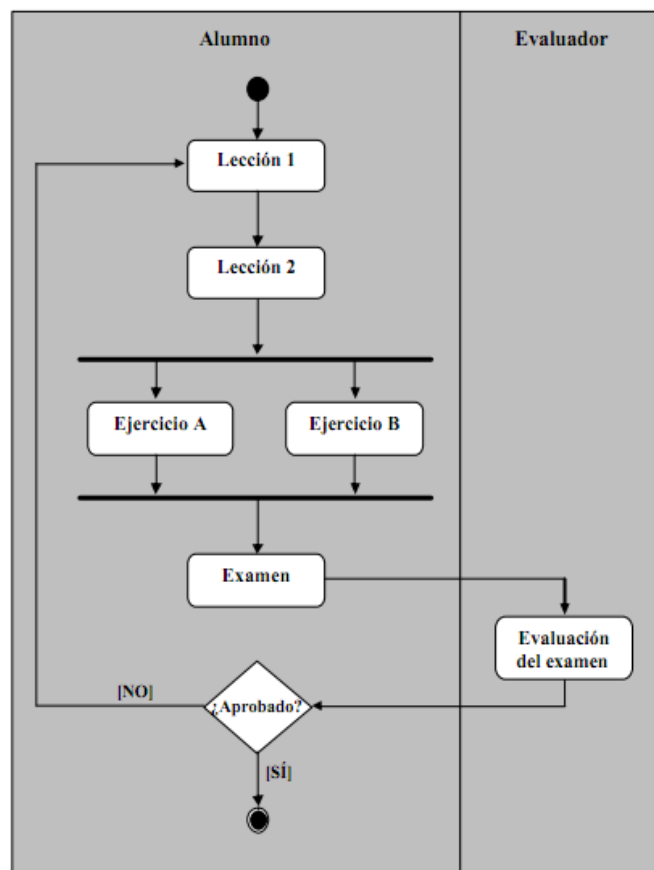 Alumno
Evaluador
Lección 1
Lección 2
Ejercicio A
Ejercicio B
Examen
Evaluación
del examen
[NO]
¿Aprobado?
[SÍ]